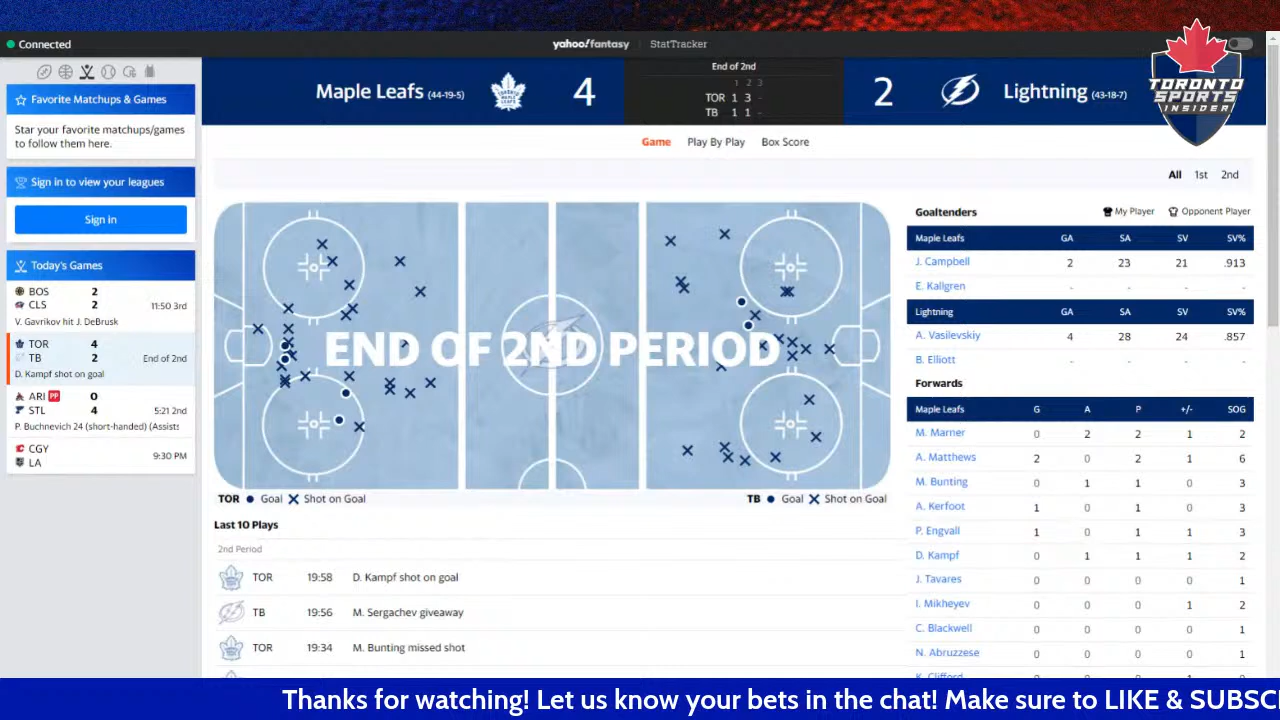 Connected
yahoo!fantasy StatTracker
TORONTO
SPORTS
INSIDER
Favorite Matchups & Games
Star your favorite matchups/games
to follow them here.
Sign in to view your leagues
Sign in
Today's Games
BOS 2
CLS 2 11:50 3rd
V. Gavrikov hit J. DeBrusk
TOR 4
TB 2 End of 2nd
D. Kampf shot on goal
ARI PP 0
STL 4 5:21 2nd
P. Buchnevich 24 (short-handed) (Assists
CGY
LA 9:30 PM
Maple Leafs (44-19-5) 4
End of 2nd
1 2 3
TOR 1 3 -
TB 1 1 -
2 Lightning (43-18-7)
Game Play By Play Box Score
All 1st 2nd
END OF 2ND PERIOD
TOR Goal Shot on Goal TB Goal Shot on Goal
Last 10 Plays
2nd Period
TOR 19:58 D. Kampf shot on goal
TB 19:56 M. Sergachev giveaway
TOR 19:34 M. Bunting missed shot
Goaltenders My Player Opponent Player
Maple Leafs GA SA SV SV%
J. Campbell 2 23 21 .913
E. Kallgren - - - -
Lightning GA SA SV SV%
A. Vasilevskiy 4 28 24 .857
B. Elliott - - - -
Forwards
Maple Leafs G A P +/- SOG
M. Marner 0 2 2 1 2
A. Matthews 2 0 2 1 6
M. Bunting 0 1 1 0 3
A. Kerfoot 1 0 1 0 3
P. Engvall 1 0 1 1 3
D. Kampf 0 1 1 1 2
J. Tavares 0 0 0 0 1
I. Mikheyev 0 0 0 1 2
C. Blackwell 0 0 0 0 1
N. Abruzzese 0 0 0 0 1
K. Clifford
Thanks for watching! Let us know your bets in the chat! Make sure to LIKE & SUBSC